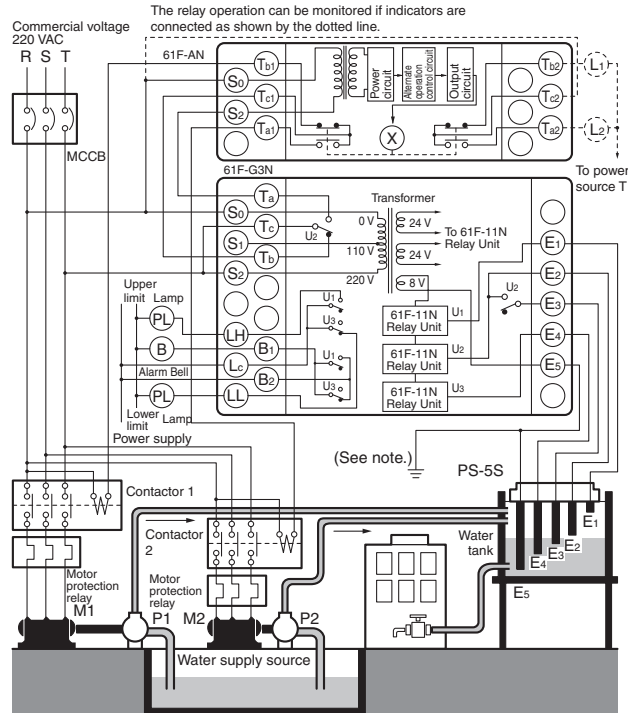 The relay operation can be monitored if indicators are
connected as shown by the dotted line.
Commercial voltage
220 VAC
R S T
MCCB
61F-AN
Tb1
S0
Tc1
S2
Ta1
Power
circuit
Alternate
operation
control circuit
Output
circuit
X
Tb2
Tc2
Ta2
L1
L2
To power
source T
61F-G3N
Ta
S0
Tc
S1
Tb
S2
U2
Transformer
0 V
110 V
220 V
24 V
24 V
8 V
To 61F-11N
Relay Unit
E1
E2
E3
E4
E5
U2
U1
61F-11N
Relay Unit
U2
61F-11N
Relay Unit
U3
61F-11N
Relay Unit
Upper
limit
Lamp
PL
LH
B
B1
Lc
Alarm Bell
B2
PL
LL
Lower
limit
Lamp
Power supply
U1
U3
U1
U3
(See note.)
PS-5S
Contactor 1
Contactor
2
Water
tank
E1
E2
E3
E4
E5
Motor
protection
relay
M1
P1
Motor
protection
relay
M2
P2
Water supply source